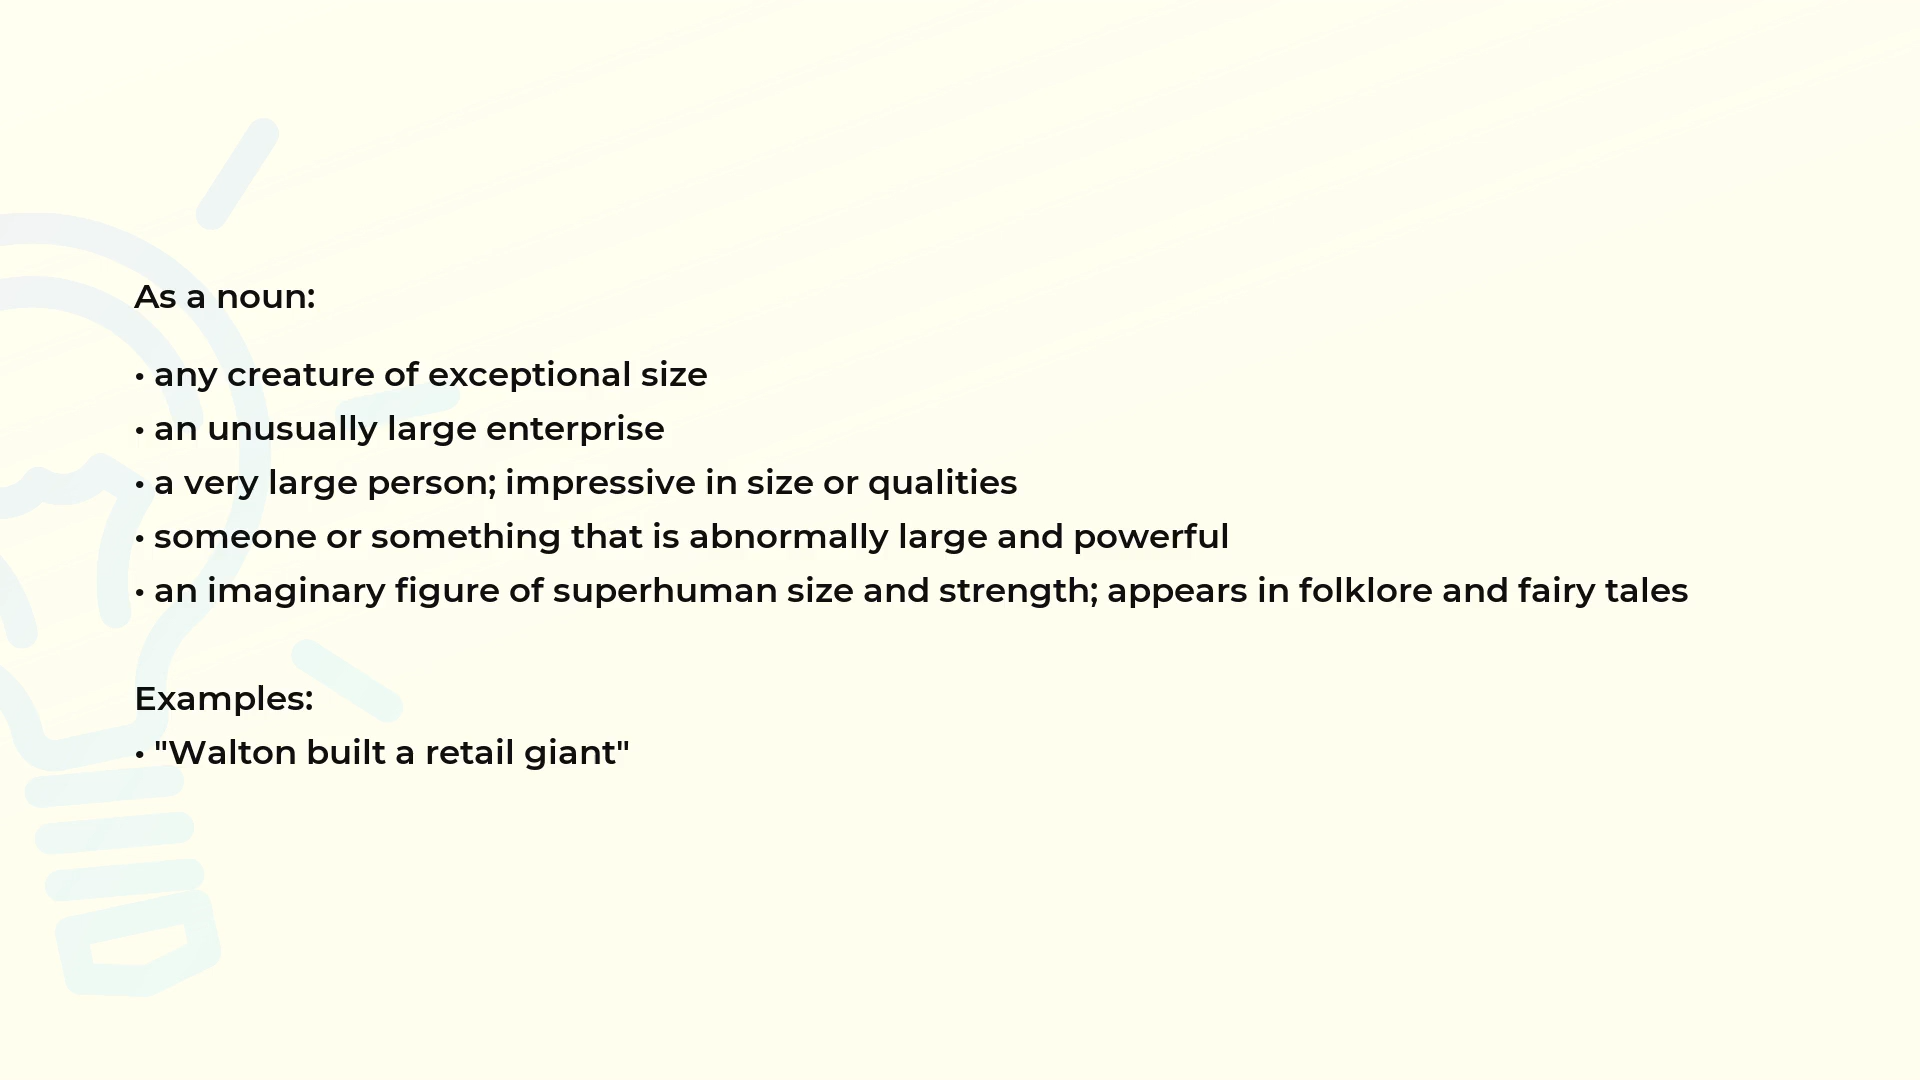 As a noun:
• any creature of exceptional size
• an unusually large enterprise
• a very large person; impressive in size or qualities
• someone or something that is abnormally large and powerful
• an imaginary figure of superhuman size and strength; appears in folklore and fairy tales
Examples:
• "Walton built a retail giant"